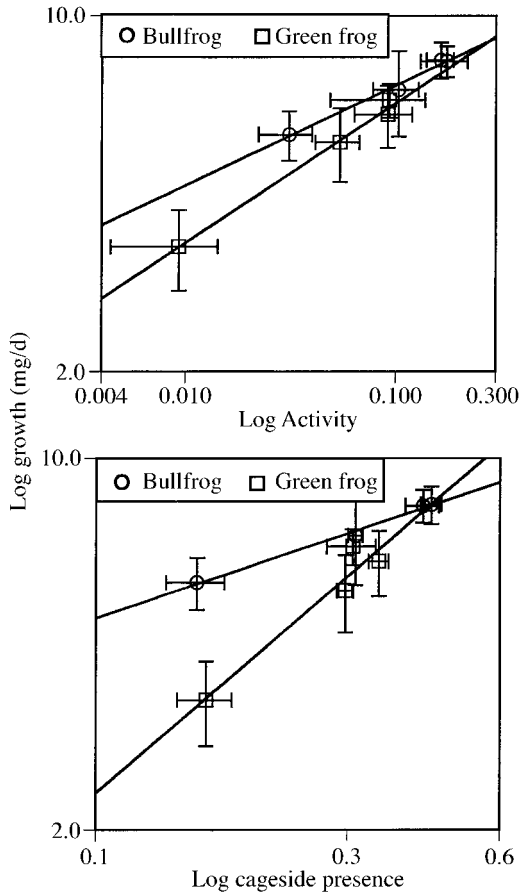 10.0
Bullfrog Green frog
2.0
0.004 0.010 0.100 0.300
Log Activity
Log growth (mg/d)
10.0
Bullfrog Green frog
2.0
0.1 0.3 0.6
Log cageside presence